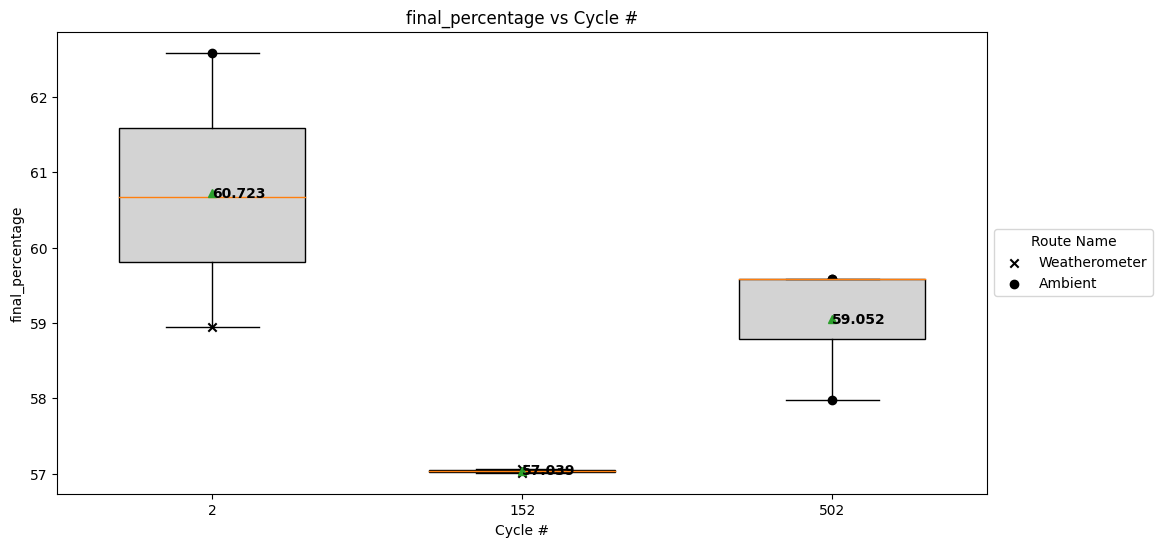 final_percentage vs Cycle #
final_percentage
62
61
60
59
58
57
60.723
57.039
59.052
2
152
502
Cycle #
Route Name
Weatherometer
Ambient